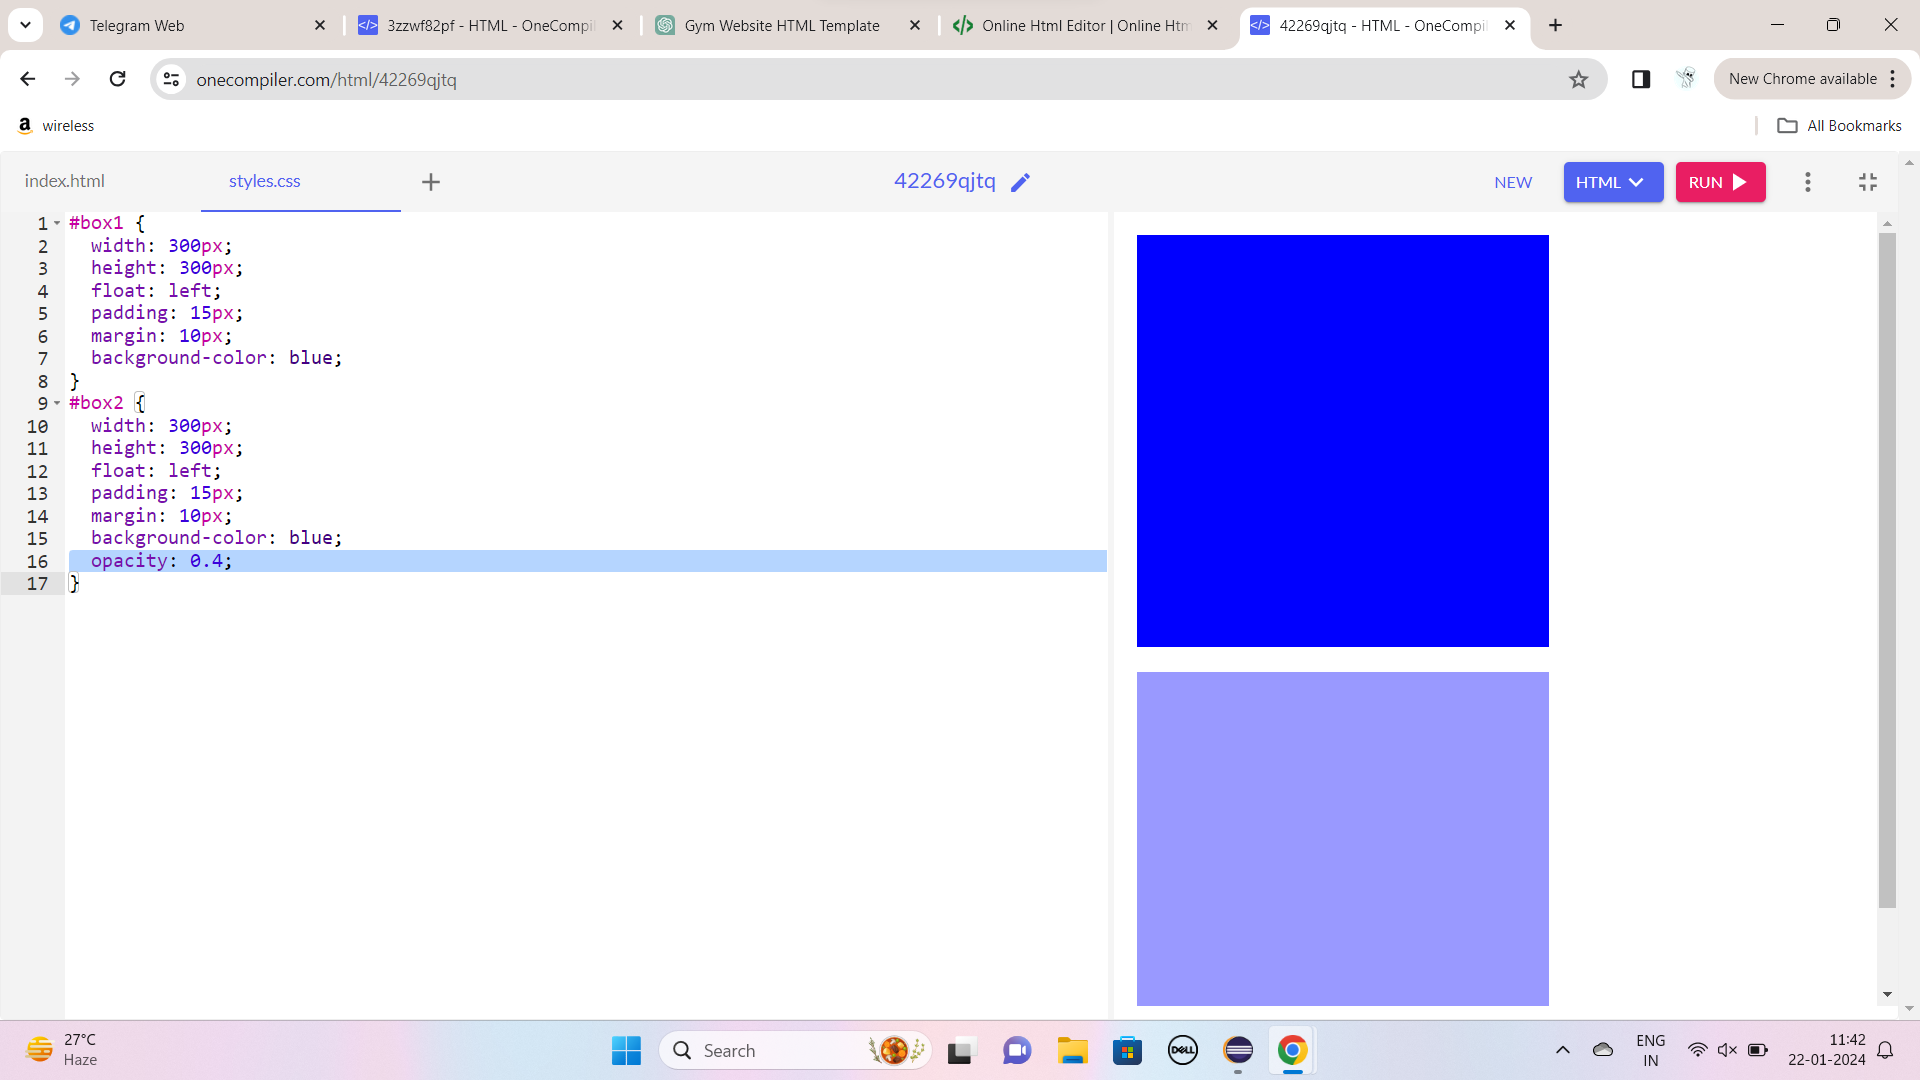 Telegram Web
3zzwf82pf - HTML - OneCompil
Gym Website HTML Template
Online Html Editor | Online Htm
42269qjtq - HTML - OneCompil
onecompiler.com/html/42269qjtq
New Chrome available
wireless
All Bookmarks
index.html
styles.css
42269qjtq
NEW
HTML
RUN
1 #box1 {
2 width: 300px;
3 height: 300px;
4 float: left;
5 padding: 15px;
6 margin: 10px;
7 background-color: blue;
8 }
9 #box2 {
10 width: 300px;
11 height: 300px;
12 float: left;
13 padding: 15px;
14 margin: 10px;
15 background-color: blue;
16 opacity: 0.4;
17 }
27°C
Haze
Search
DELL
ENG
IN
11:42
22-01-2024